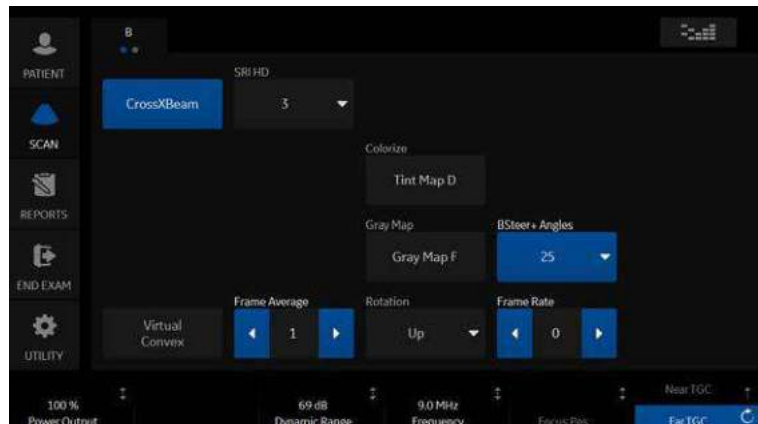 B
PATIENT
SRI HD
CrossXBeam
3
SCAN
Colorize
Tint Map D
REPORTS
Gray Map
BSteer+ Angles
Gray Map F
25
END EXAM
Frame Average
Rotation
Frame Rate
Virtual
Convex
1
Up
0
UTILITY
Near TGC
100 %
69 dB
9.0 MHz
Power Output
Dynamic Range
Frequency
Focus Pos
Far TGC